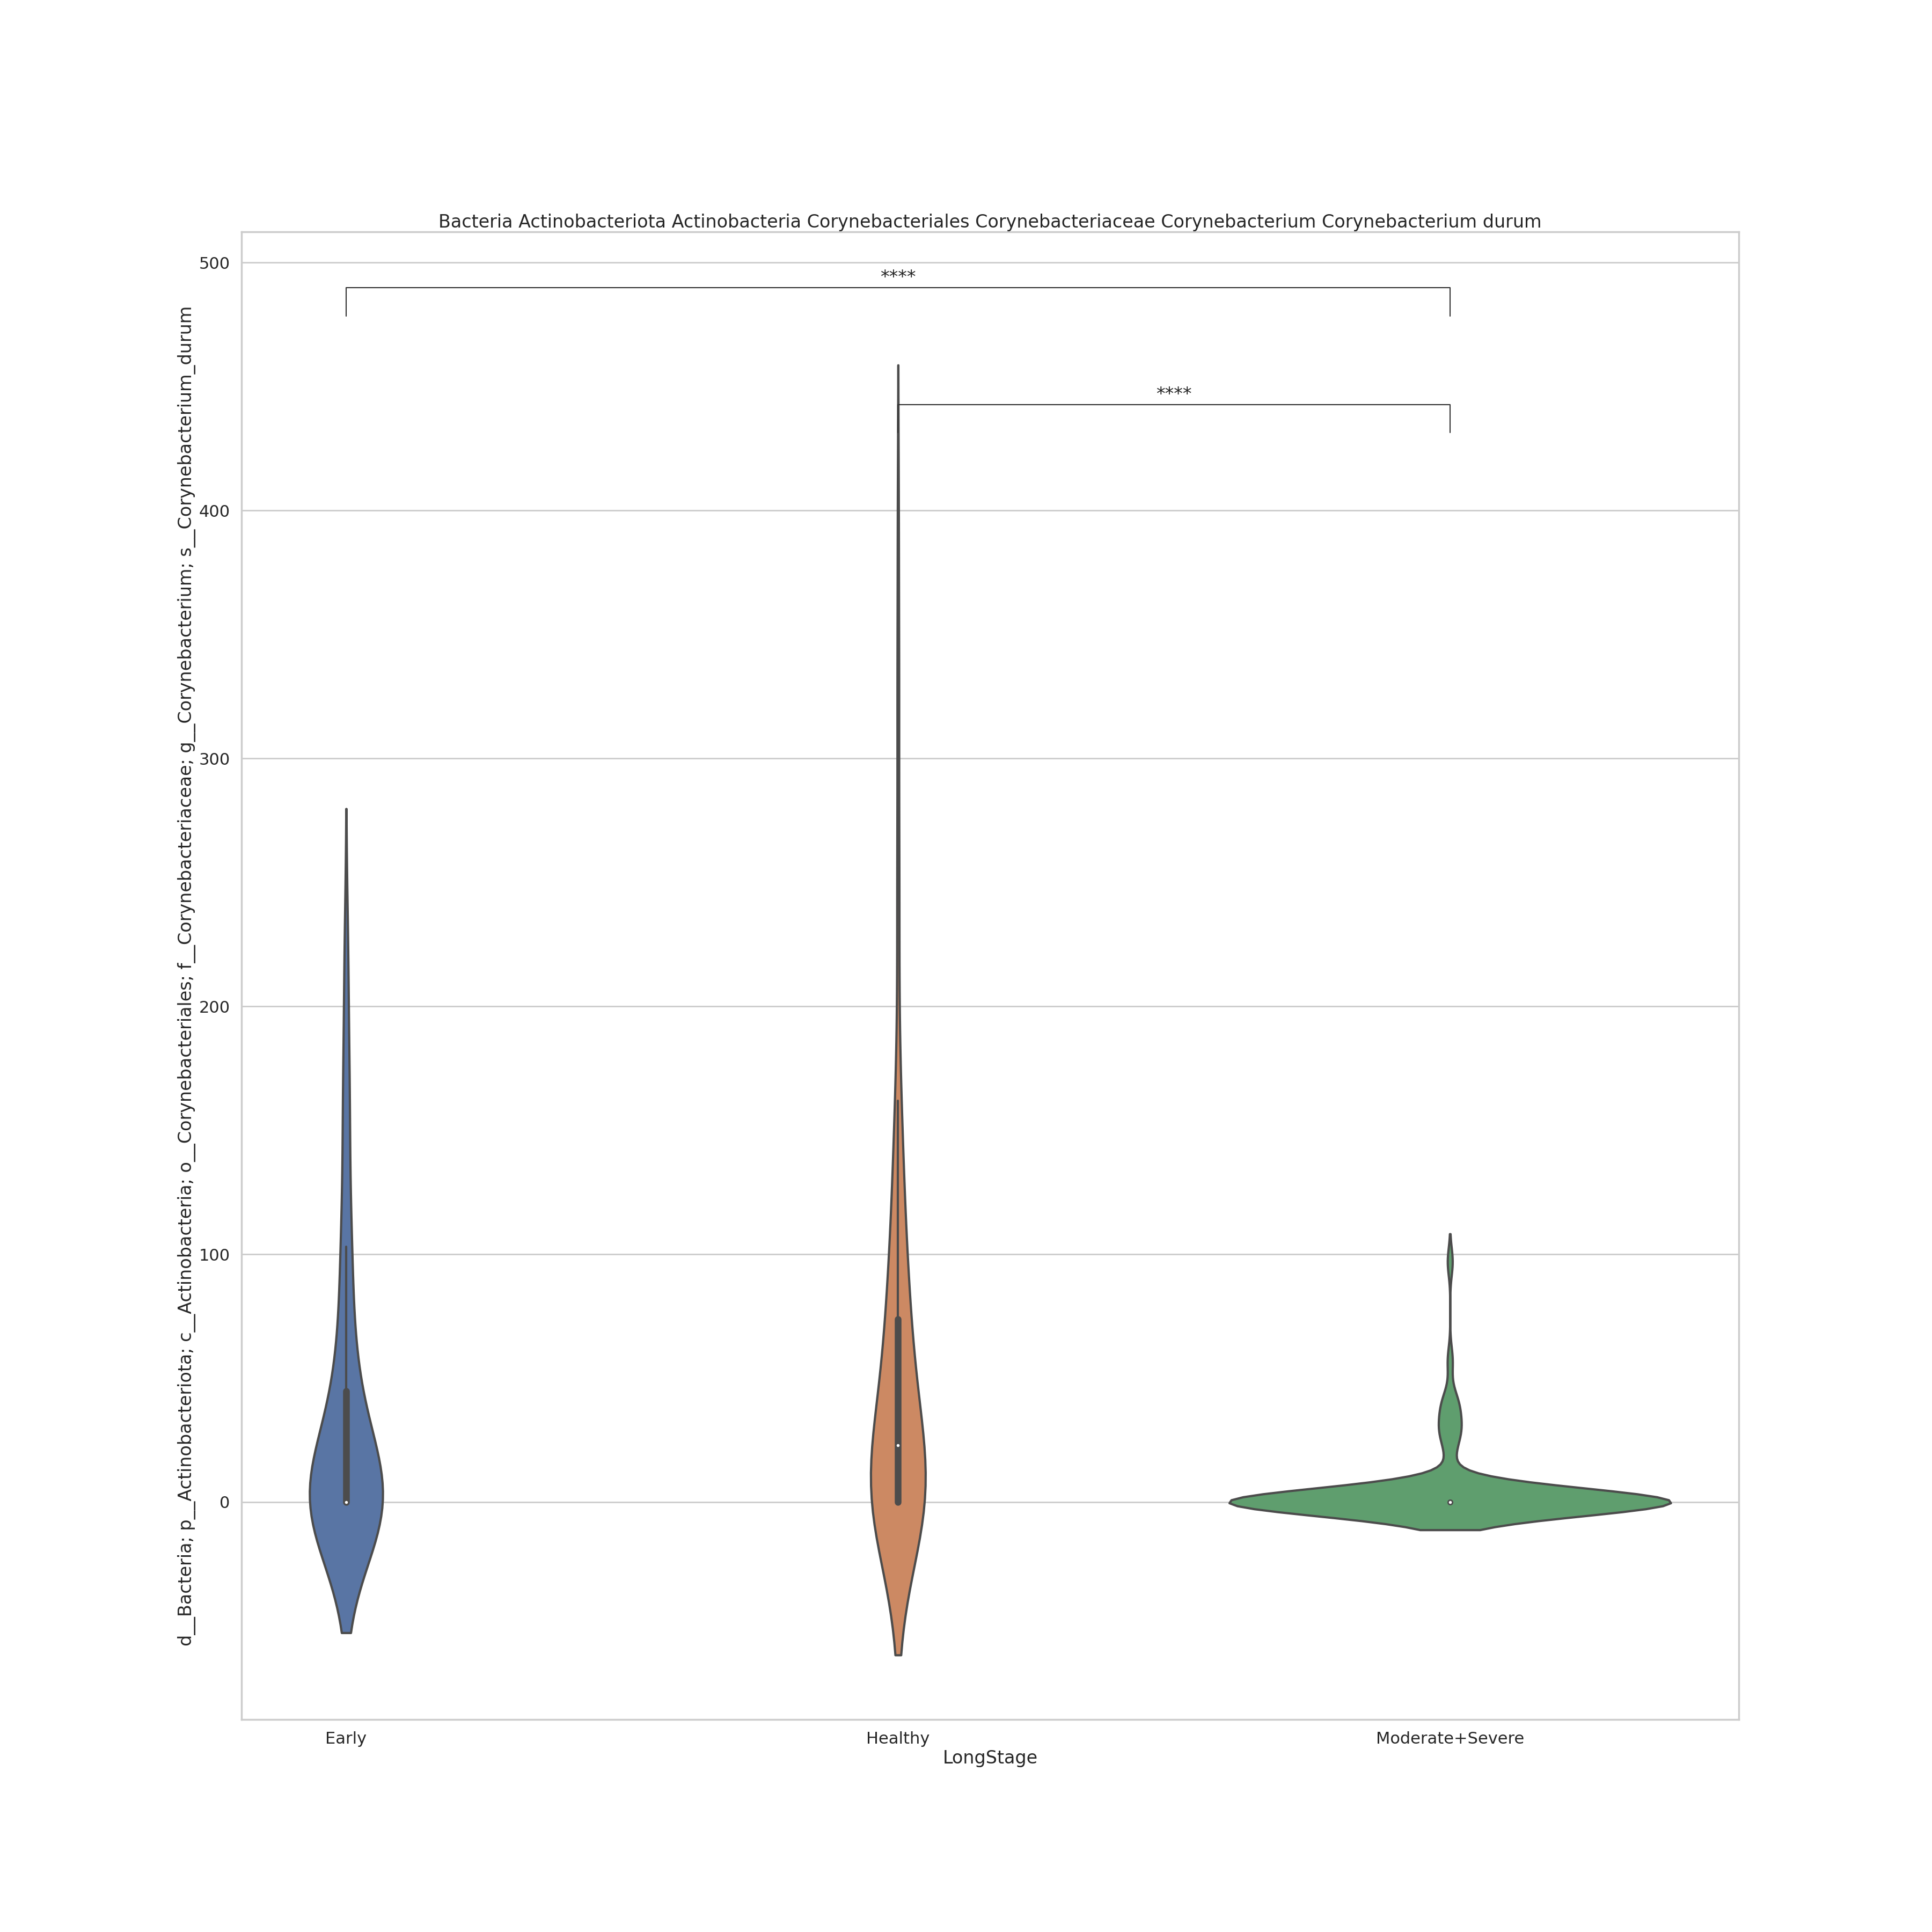 Bacteria Actinobacteriota Actinobacteria Corynebacteriales Corynebacteriaceae Corynebacterium Corynebacterium durum
d__Bacteria; p__Actinobacteriota; c__Actinobacteria; o__Corynebacteriales; f__Corynebacteriaceae; g__Corynebacterium; s__Corynebacterium_durum
500
400
300
200
100
0
****
****
Early
Healthy
Moderate+Severe
LongStage